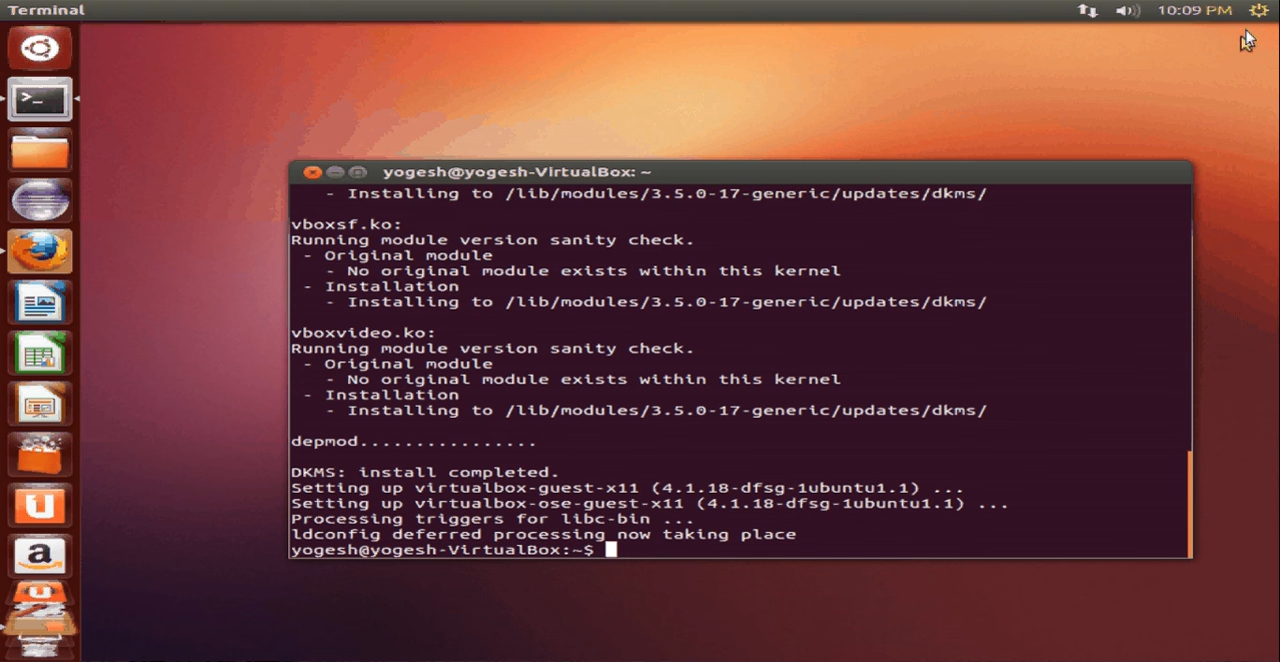 Terminal
10:09 PM
>_
yogesh@yogesh-VirtualBox: ~
- Installing to /lib/modules/3.5.0-17-generic/updates/dkms/
vboxsf.ko:
Running module version sanity check.
- Original module
- No original module exists within this kernel
- Installation
- Installing to /lib/modules/3.5.0-17-generic/updates/dkms/
vboxvideo.ko:
Running module version sanity check.
- Original module
- No original module exists within this kernel
- Installation
- Installing to /lib/modules/3.5.0-17-generic/updates/dkms/
depmod................
DKMS: install completed.
Setting up virtualbox-guest-x11 (4.1.18-dfsg-1ubuntu1.1) ...
Setting up virtualbox-ose-guest-x11 (4.1.18-dfsg-1ubuntu1.1) ...
Processing triggers for libc-bin ...
ldconfig deferred processing now taking place
yogesh@yogesh-VirtualBox:~$
U
a